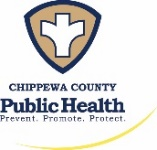 CHIPPEWA COUNTY
Public Health
Prevent. Promote. Protect.